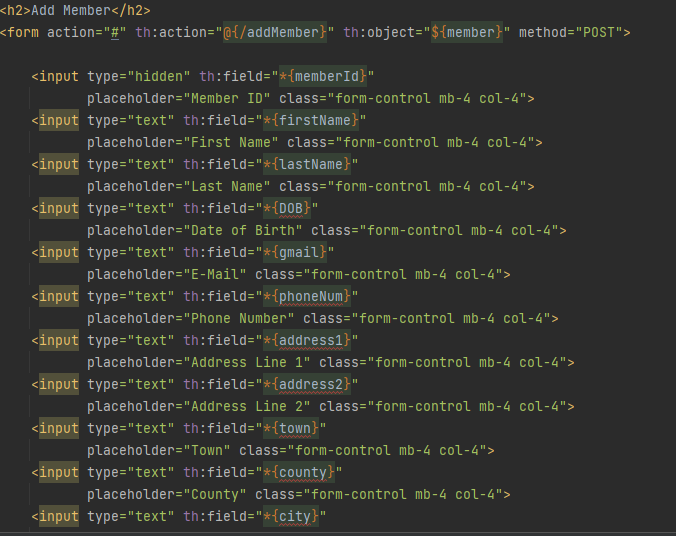 <h2>Add Member</h2>
<form action="#" th:action="@{/addMember}" th:object="${member}" method="POST">
<input type="hidden" th:field="*{memberId}"
placeholder="Member ID" class="form-control mb-4 col-4">
<input type="text" th:field="*{firstName}"
placeholder="First Name" class="form-control mb-4 col-4">
<input type="text" th:field="*{lastName}"
placeholder="Last Name" class="form-control mb-4 col-4">
<input type="text" th:field="*{DOB}"
placeholder="Date of Birth" class="form-control mb-4 col-4">
<input type="text" th:field="*{gmail}"
placeholder="E-Mail" class="form-control mb-4 col-4">
<input type="text" th:field="*{phoneNum}"
placeholder="Phone Number" class="form-control mb-4 col-4">
<input type="text" th:field="*{address1}"
placeholder="Address Line 1" class="form-control mb-4 col-4">
<input type="text" th:field="*{address2}"
placeholder="Address Line 2" class="form-control mb-4 col-4">
<input type="text" th:field="*{town}"
placeholder="Town" class="form-control mb-4 col-4">
<input type="text" th:field="*{county}"
placeholder="County" class="form-control mb-4 col-4">
<input type="text" th:field="*{city}"